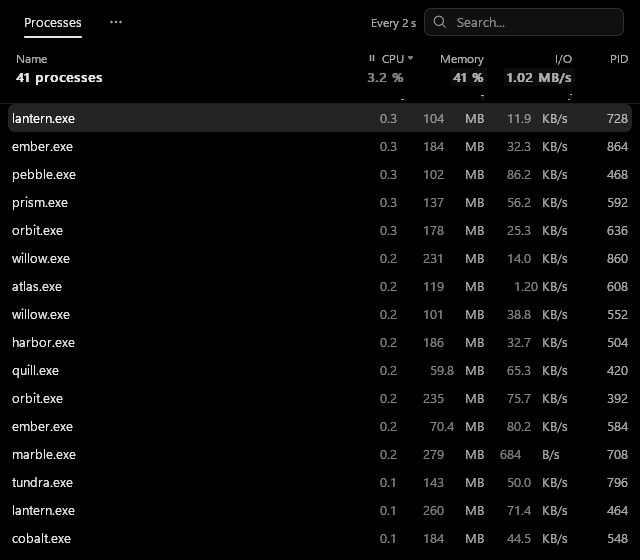 Processes ··· Every 2 s Search...
Name CPU Memory I/O PID
41 processes 3.2 % 41 % 1.02 MB/s
lantern.exe 0.3 104 MB 11.9 KB/s 728
ember.exe 0.3 184 MB 32.3 KB/s 864
pebble.exe 0.3 102 MB 86.2 KB/s 468
prism.exe 0.3 137 MB 56.2 KB/s 592
orbit.exe 0.3 178 MB 25.3 KB/s 636
willow.exe 0.2 231 MB 14.0 KB/s 860
atlas.exe 0.2 119 MB 1.20 KB/s 608
willow.exe 0.2 101 MB 38.8 KB/s 552
harbor.exe 0.2 186 MB 32.7 KB/s 504
quill.exe 0.2 59.8 MB 65.3 KB/s 420
orbit.exe 0.2 235 MB 75.7 KB/s 392
ember.exe 0.2 70.4 MB 80.2 KB/s 584
marble.exe 0.2 279 MB 684 B/s 708
tundra.exe 0.1 143 MB 50.0 KB/s 796
lantern.exe 0.1 260 MB 71.4 KB/s 464
cobalt.exe 0.1 184 MB 44.5 KB/s 548